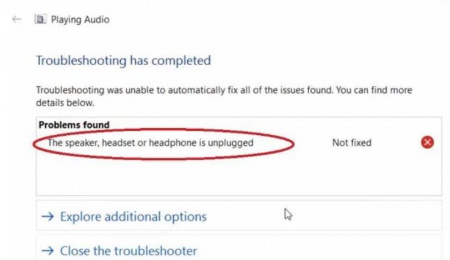 Playing Audio
Troubleshooting has completed
Troubleshooting was unable to automatically fix all of the issues found. You can find more
details below.
Problems found
The speaker, headset or headphone is unplugged Not fixed
→ Explore additional options
→ Close the troubleshooter